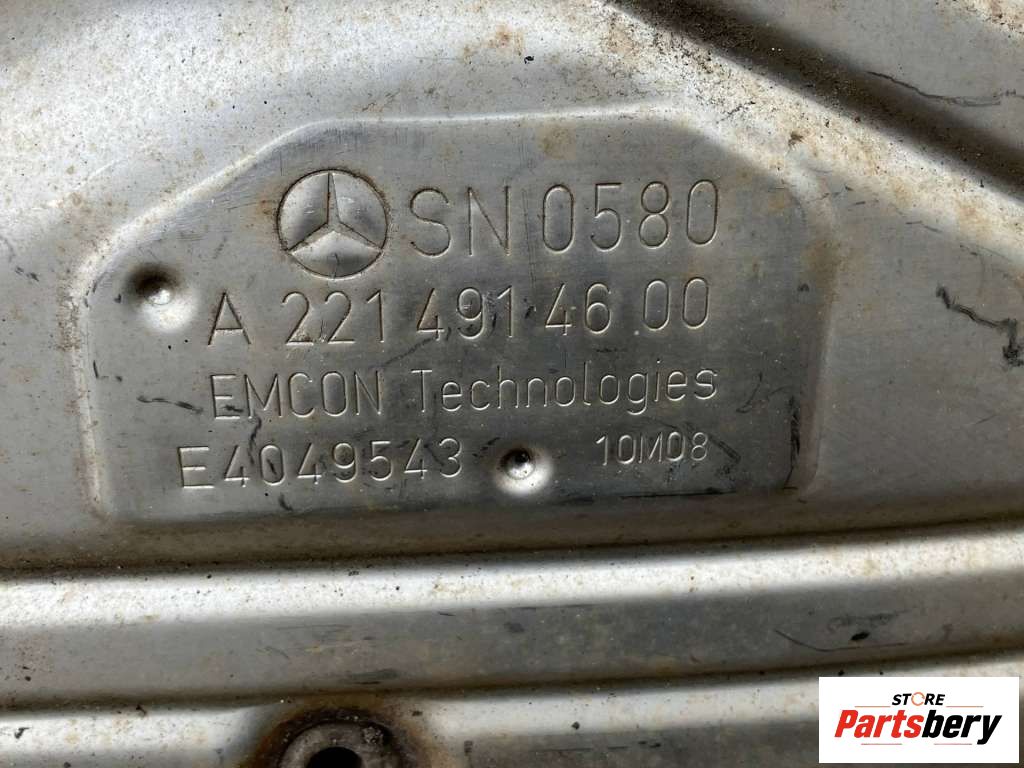 SN 0580
A 221 491 46 00
EMCON Technologies
E4049543 10M08
STORE
Partsbery